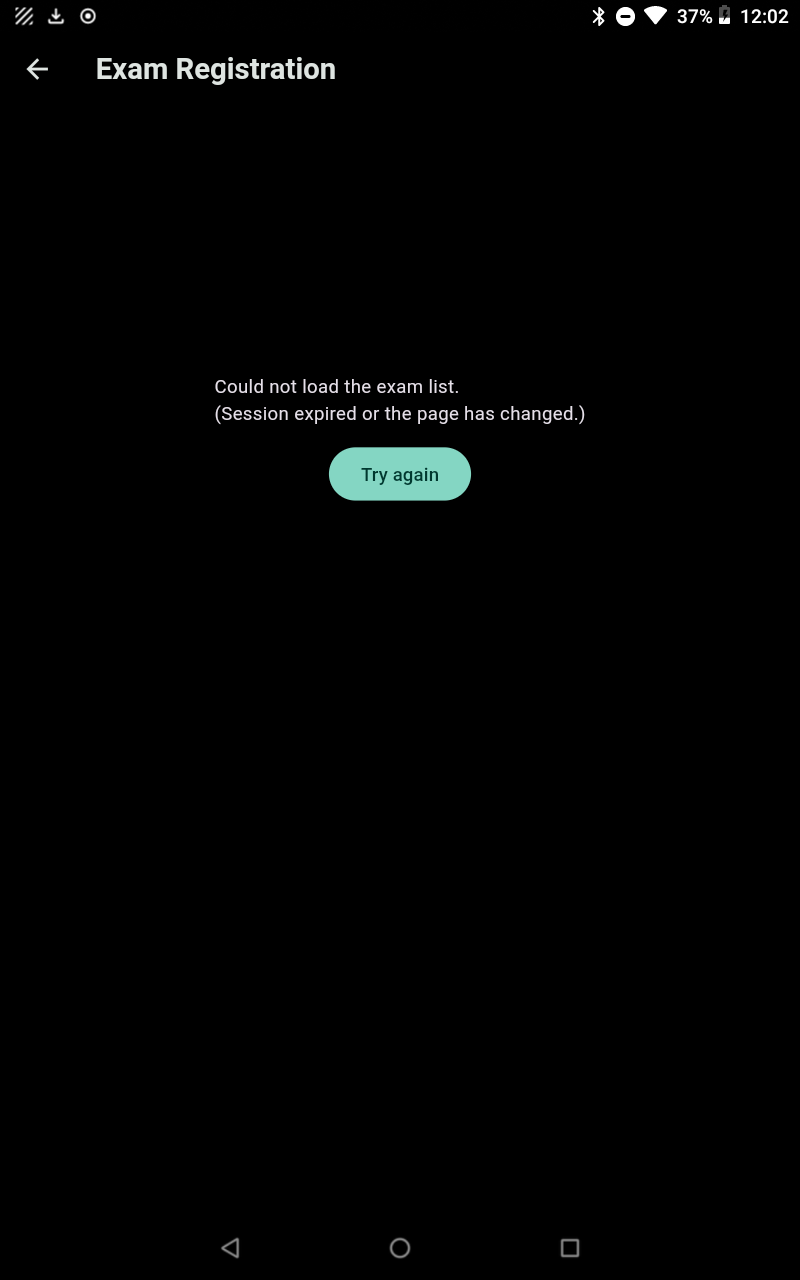 37% 12:02
Exam Registration
Could not load the exam list.
(Session expired or the page has changed.)
Try again